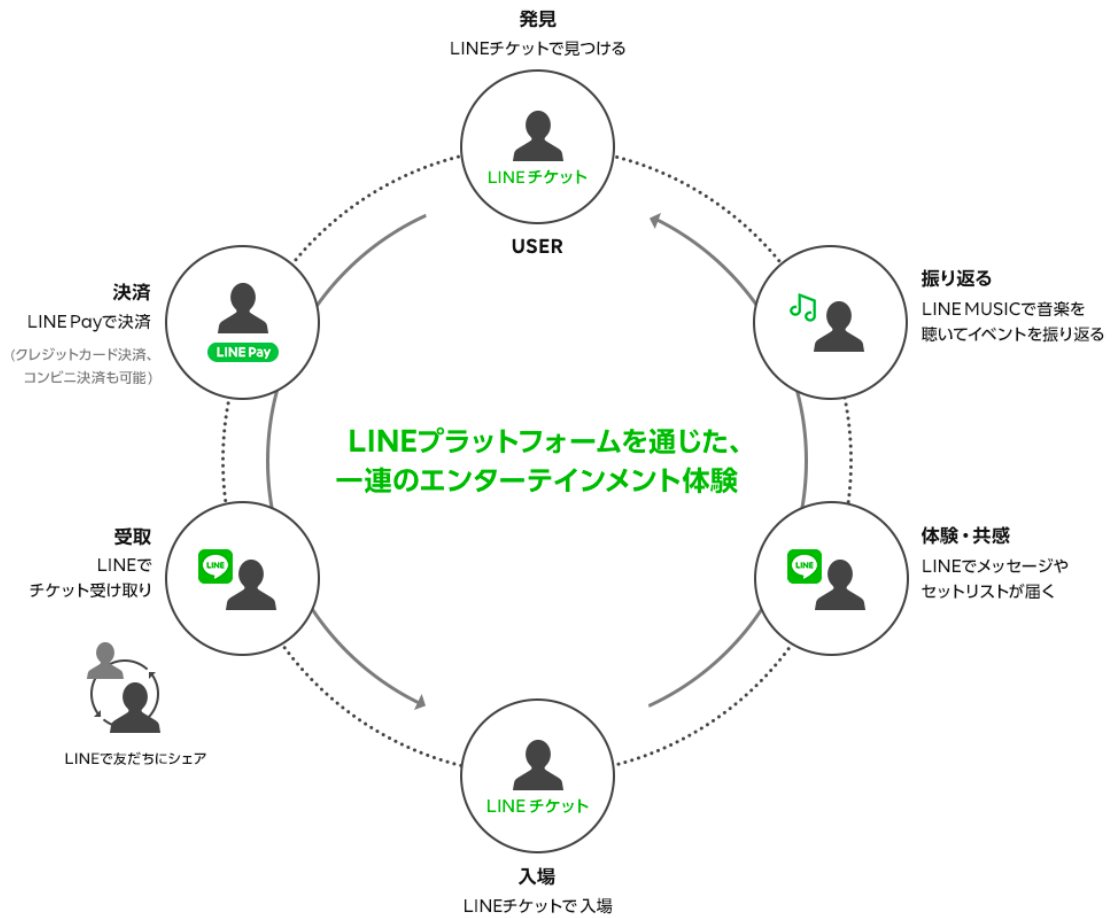 発見
LINEチケットで見つける
LINEチケット
USER
決済
LINE Payで決済
(クレジットカード決済、
コンビニ決済も可能)
LINE Pay
振り返る
LINE MUSICで音楽を
聴いてイベントを振り返る
LINEプラットフォームを通じた、
一連のエンターテインメント体験
受取
LINEで
チケット受け取り
LINE
LINEで友だちにシェア
体験・共感
LINEでメッセージや
セットリストが届く
LINE
LINEチケット
入場
LINEチケットで入場